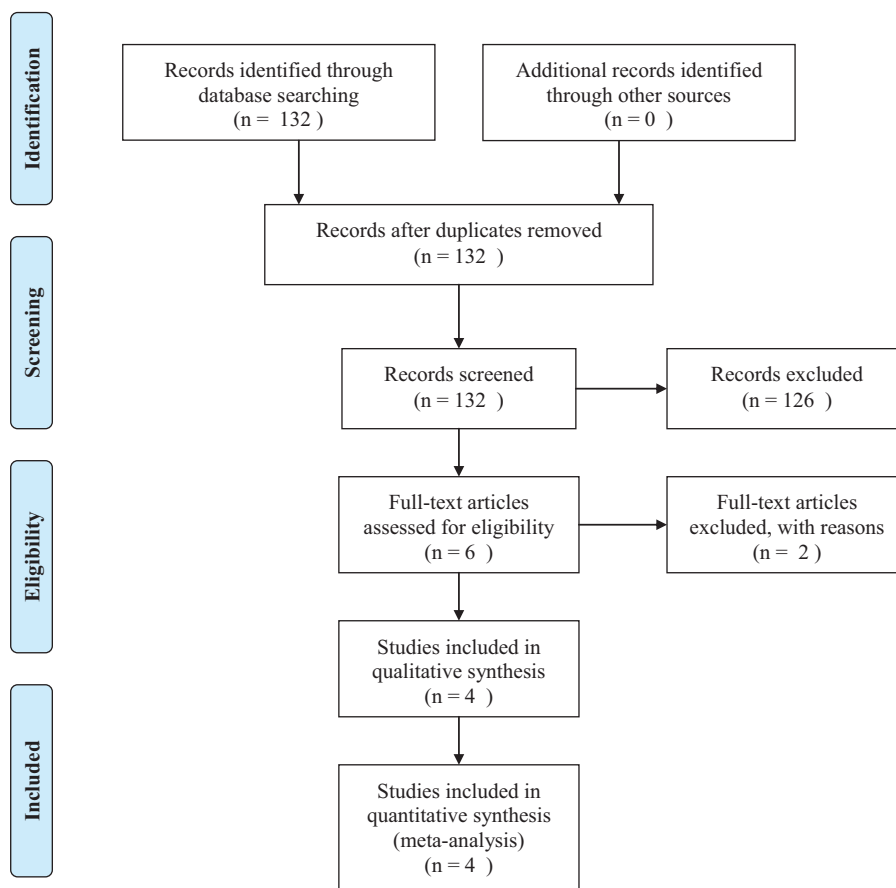 Identification
Records identified through
database searching
(n = 132 )
Additional records identified
through other sources
(n = 0 )
Records after duplicates removed
(n = 132 )
Screening
Records screened
(n = 132 )
Records excluded
(n = 126 )
Eligibility
Full-text articles
assessed for eligibility
(n = 6 )
Full-text articles
excluded, with reasons
(n = 2 )
Studies included in
qualitative synthesis
(n = 4 )
Included
Studies included in
quantitative synthesis
(meta-analysis)
(n = 4 )